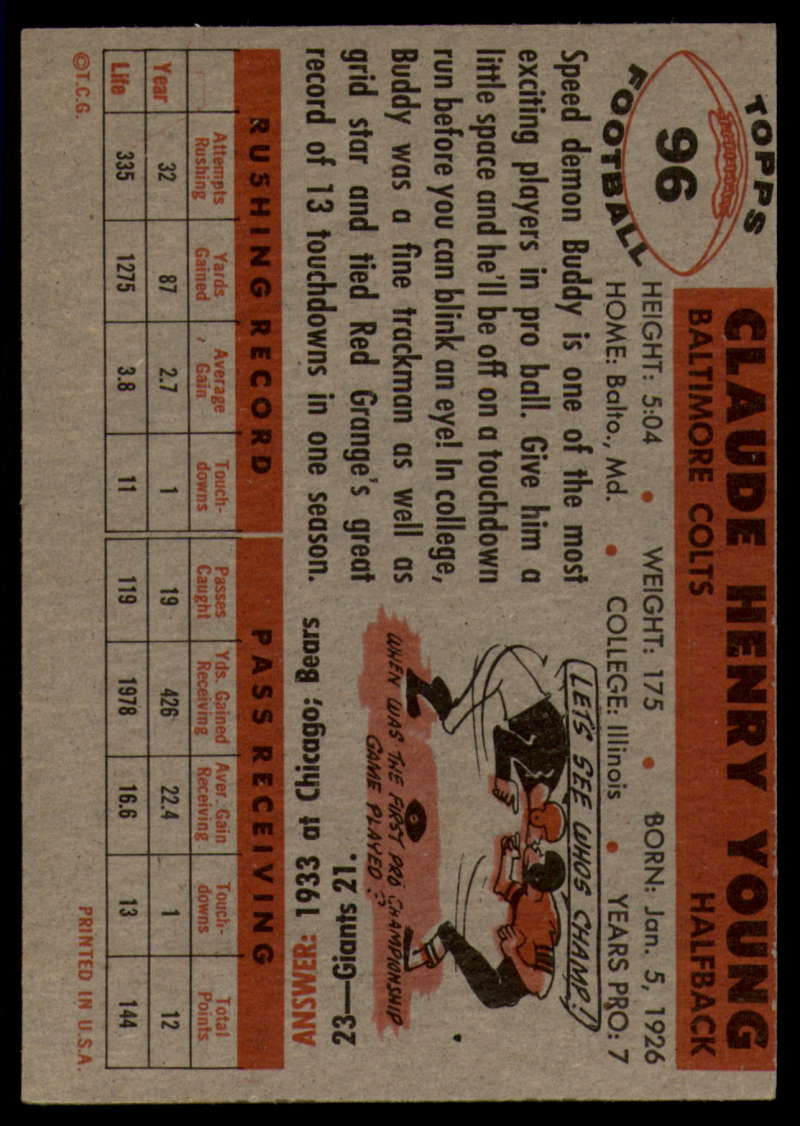 TOPPS
96
FOOTBALL
CLAUDE HENRY YOUNG
BALTIMORE COLTS HALFBACK
HEIGHT: 5:04 • WEIGHT: 175 • BORN: Jan. 5, 1926
HOME: Balto., Md. • COLLEGE: Illinois • YEARS PRO: 7
Speed demon Buddy is one of the most
exciting players in pro ball. Give him a
little space and he'll be off on a touchdown
run before you can blink an eye! In college,
Buddy was a fine trackman as well as
grid star and tied Red Grange's great
record of 13 touchdowns in one season.
LET'S SEE WHOS CHAMP!
WHEN WAS THE FIRST PRO CHAMPIONSHIP
GAME PLAYED?
ANSWER: 1933 at Chicago; Bears
23—Giants 21.
RUSHING RECORD PASS RECEIVING
Attempts Rushing Yards Gained Average Gain Touch-downs Passes Caught Yds. Gained Receiving Aver. Gain Receiving Touch-downs Total Points
Year 32 87 2.7 1 19 426 22.4 1 12
Life 335 1275 3.8 11 119 1978 16.6 13 144
©T.C.G. PRINTED IN U.S.A.